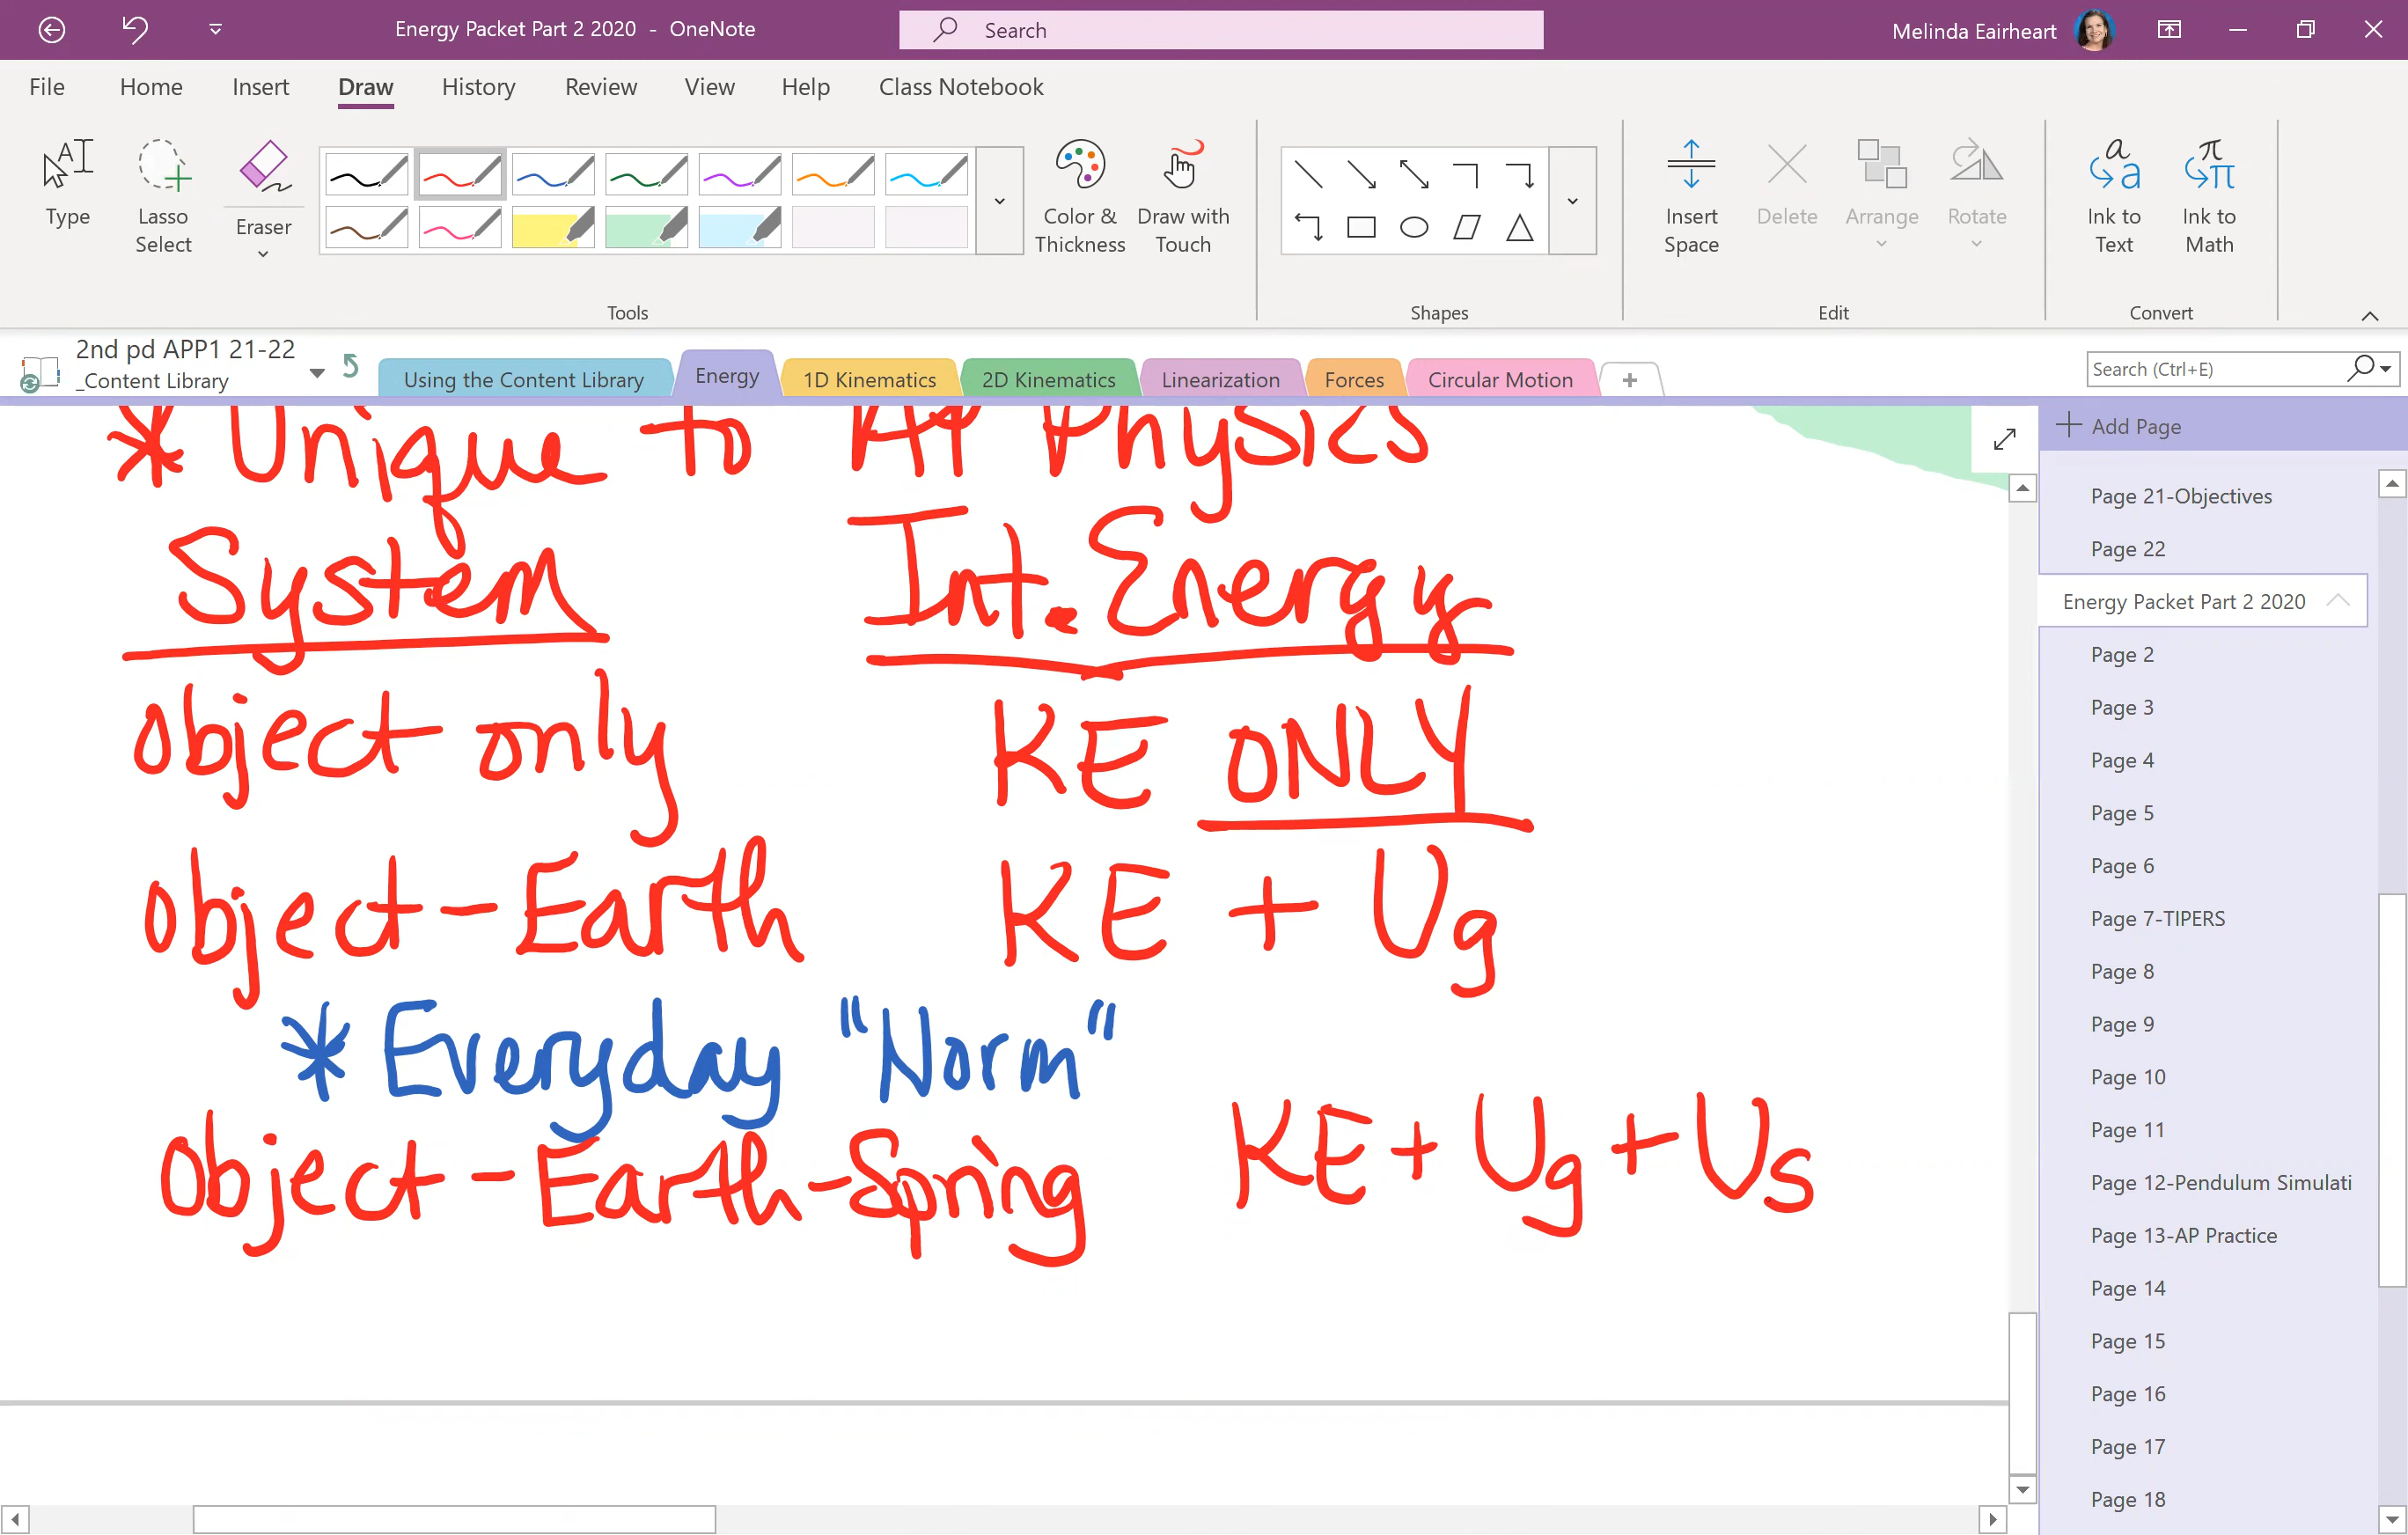 Energy Packet Part 2 2020 - OneNote
Search
Melinda Eairheart
File Home Insert Draw History Review View Help Class Notebook
Type
Lasso Select
Eraser
Color & Thickness
Draw with Touch
Insert Space
Delete
Arrange
Rotate
Ink to Text
Ink to Math
Tools
Shapes
Edit
Convert
2nd pd APP1 21-22
_Content Library
Using the Content Library
Energy
1D Kinematics
2D Kinematics
Linearization
Forces
Circular Motion
Search (Ctrl+E)
* Unique to AP Physics
System Int. Energy
object only KE ONLY
object - Earth KE + Ug
* Everyday "Norm"
object - Earth - Spring KE + Ug + Us
Add Page
Page 21-Objectives
Page 22
Energy Packet Part 2 2020
Page 2
Page 3
Page 4
Page 5
Page 6
Page 7-TIPERS
Page 8
Page 9
Page 10
Page 11
Page 12-Pendulum Simulati
Page 13-AP Practice
Page 14
Page 15
Page 16
Page 17
Page 18